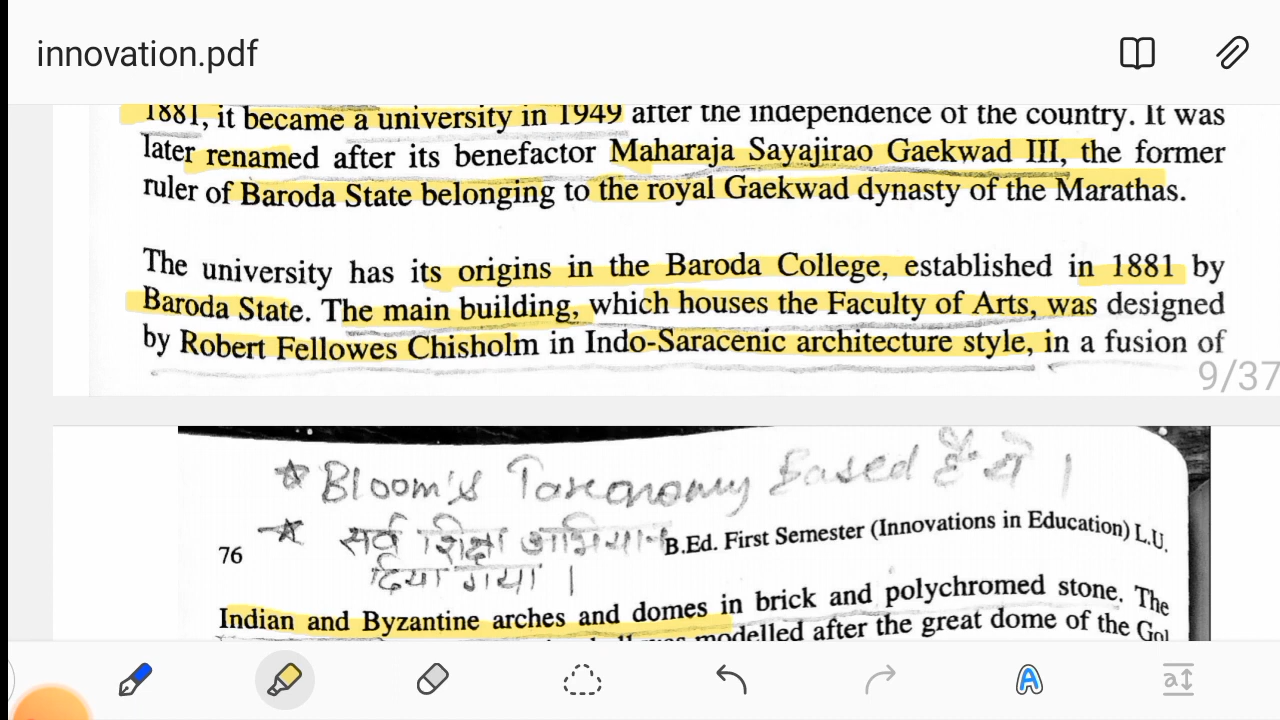 innovation.pdf
1881, it became a university in 1949 after the independence of the country. It was
later renamed after its benefactor Maharaja Sayajirao Gaekwad III, the former
ruler of Baroda State belonging to the royal Gaekwad dynasty of the Marathas.
The university has its origins in the Baroda College, established in 1881 by
Baroda State. The main building, which houses the Faculty of Arts, was designed
by Robert Fellowes Chisholm in Indo-Saracenic architecture style, in a fusion of
9/37
Bloom's Taxonomy Based है ये ।
सर्व शिक्षा अभियान
B.Ed. First Semester (Innovations in Education) L.U.
76
दिया गया ।
Indian and Byzantine arches and domes in brick and polychromed stone. The
modelled after the great dome of the Gol
A
a